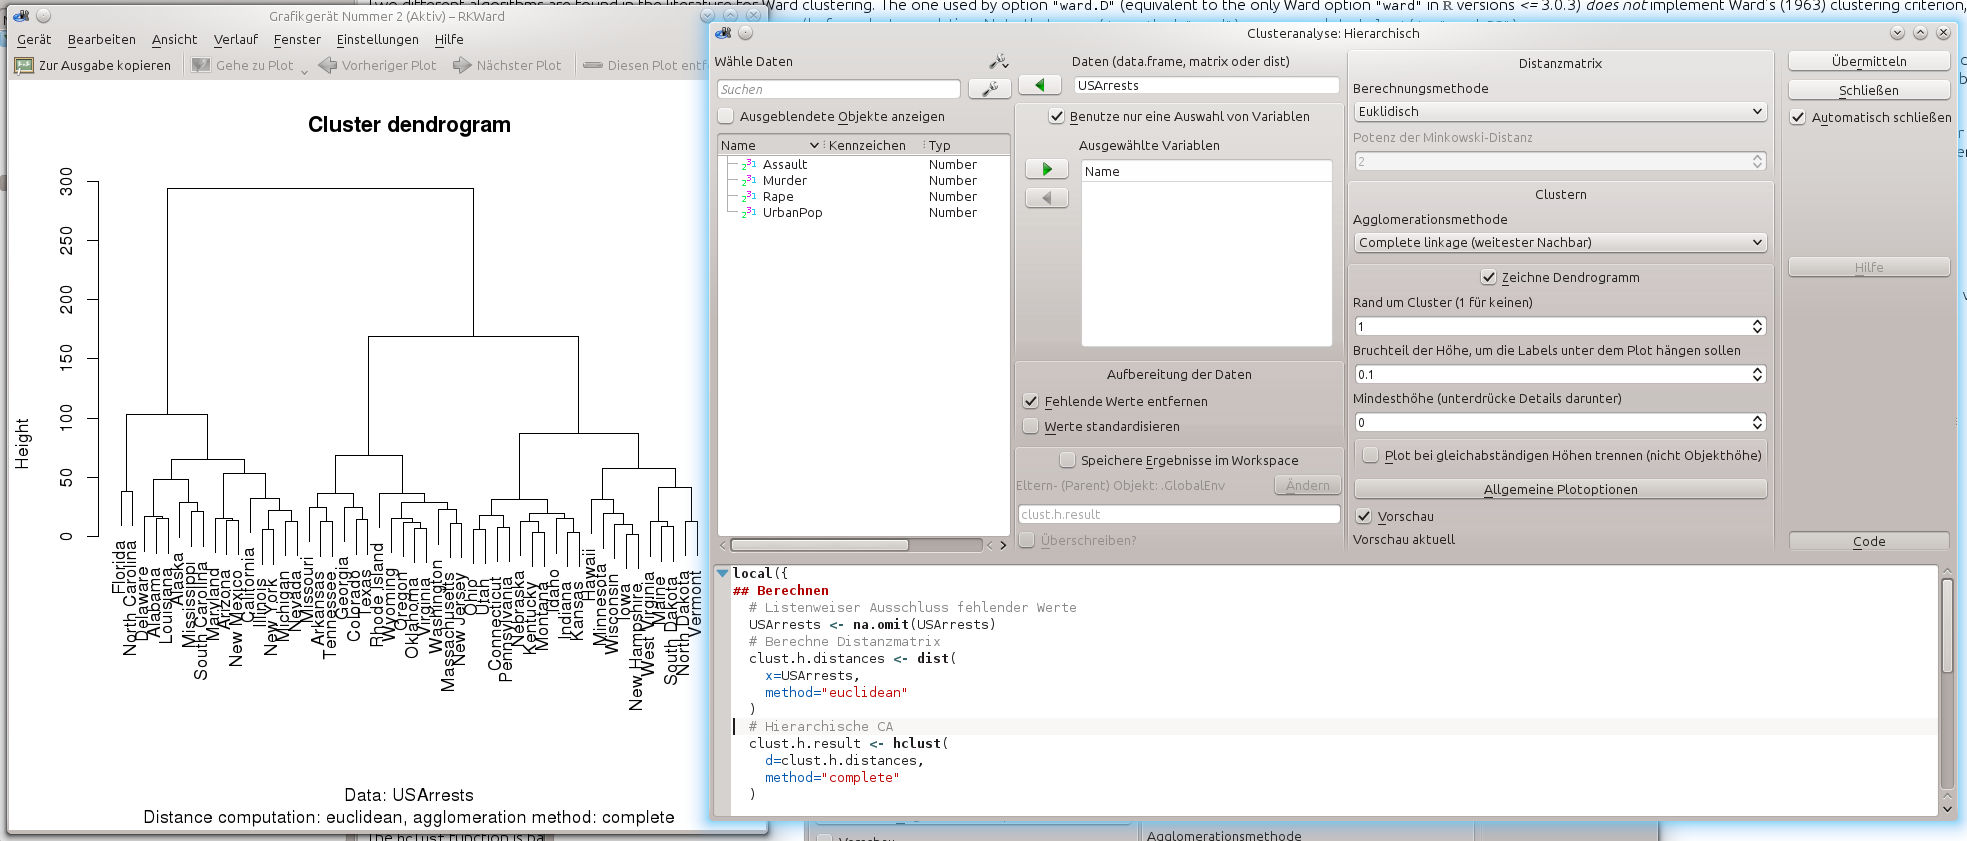 Two different algorithms are found in the literature for Ward clustering. The one used by option "ward.D" (equivalent to the only Ward option "ward" in R versions <= 3.0.3) does not implement Ward's (1963) clustering criterion,
Grafikgerät Nummer 2 (Aktiv) – RKWard
Gerät Bearbeiten Ansicht Verlauf Fenster Einstellungen Hilfe
Zur Ausgabe kopieren Gehe zu Plot Vorheriger Plot Nächster Plot Diesen Plot
Cluster dendrogram
Height
300
250
200
150
100
50
0
Florida
North Carolina
Delaware
Alabama
Louisiana
Alaska
Mississippi
South Carolina
Maryland
Arizona
New Mexico
California
Illinois
New York
Michigan
Nevada
Missouri
Arkansas
Tennessee
Georgia
Colorado
Texas
Rhode Island
Wyoming
Oregon
Oklahoma
Virginia
Washington
Massachusetts
New Jersey
Ohio
Utah
Connecticut
Pennsylvania
Nebraska
Kentucky
Montana
Idaho
Indiana
Kansas
Hawaii
Minnesota
Wisconsin
Iowa
New Hampshire
West Virginia
Maine
South Dakota
North Dakota
Vermont
Data: USArrests
Distance computation: euclidean, agglomeration method: complete
Clusteranalyse: Hierarchisch
Wähle Daten
Suchen
Ausgeblendete Objekte anzeigen
Name Kennzeichen Typ
Assault Number
Murder Number
Rape Number
UrbanPop Number
Daten (data.frame, matrix oder dist)
USArrests
Benutze nur eine Auswahl von Variablen
Ausgewählte Variablen
Name
Aufbereitung der Daten
Fehlende Werte entfernen
Werte standardisieren
Speichere Ergebnisse im Workspace
Eltern- (Parent) Objekt: .GlobalEnv Ändern
clust.h.result
Überschreiben?
Distanzmatrix
Berechnungsmethode
Euklidisch
Potenz der Minkowski-Distanz
2
Clustern
Agglomerationsmethode
Complete linkage (weitester Nachbar)
Zeichne Dendrogramm
Rand um Cluster (1 für keinen)
1
Bruchteil der Höhe, um die Labels unter dem Plot hängen sollen
0.1
Mindesthöhe (unterdrücke Details darunter)
0
Plot bei gleichabständigen Höhen trennen (nicht Objekthöhe)
Allgemeine Plotoptionen
Vorschau
Vorschau aktuell
Übermitteln
Schließen
Automatisch schließen
Hilfe
Code
local({
## Berechnen
# Listenweiser Ausschluss fehlender Werte
USArrests <- na.omit(USArrests)
# Berechne Distanzmatrix
clust.h.distances <- dist(
x=USArrests,
method="euclidean"
)
# Hierarchische CA
clust.h.result <- hclust(
d=clust.h.distances,
method="complete"
)
The hclust function is ba
Vorschau
Agglomerationsmethode